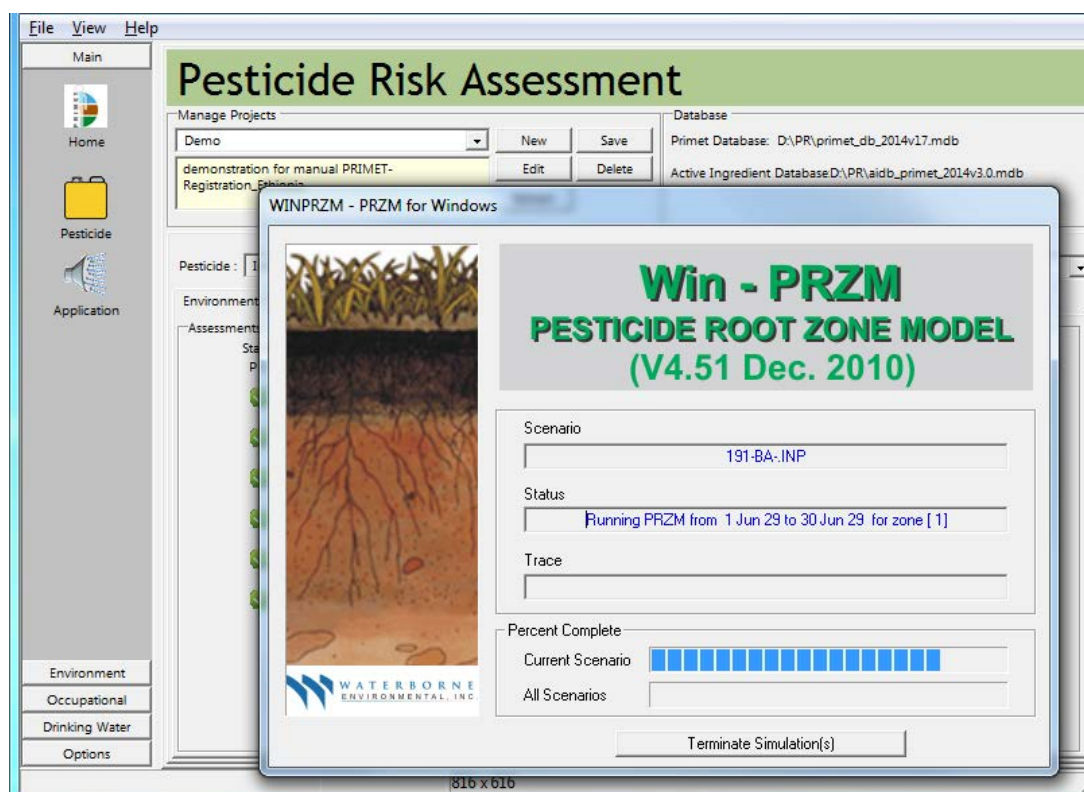 File View Help
Main
Home
Pesticide
Application
Environment
Occupational
Drinking Water
Options
Pesticide Risk Assessment
Manage Projects
Demo
New
Save
demonstration for manual PRIMET-
Registration_Ethiopia
Edit
Delete
Database
Primet Database: D:\PR\primet_db_2014v17.mdb
Active Ingredient Database D:\PR\aidb_primet_2014v3.0.mdb
Pesticide :
Environment
Assessments
WINPRZM - PRZM for Windows
Win - PRZM
PESTICIDE ROOT ZONE MODEL
(V4.51 Dec. 2010)
Scenario
191-BA-.INP
Status
Running PRZM from 1 Jun 29 to 30 Jun 29 for zone [ 1]
Trace
Percent Complete
Current Scenario
All Scenarios
Terminate Simulation(s)
WATERBORNE
ENVIRONMENTAL, INC
816 x 616